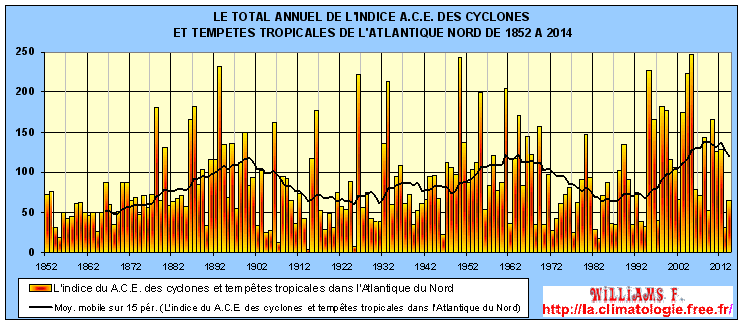 LE TOTAL ANNUEL DE L'INDICE A.C.E. DES CYCLONES
ET TEMPETES TROPICALES DE L'ATLANTIQUE NORD DE 1852 A 2014
250
200
150
100
50
0
1852 1862 1872 1882 1892 1902 1912 1922 1932 1942 1952 1962 1972 1982 1992 2002 2012
L'indice du A.C.E. des cyclones et tempêtes tropicales dans l'Atlantique du Nord
Moy. mobile sur 15 pér. (L'indice du A.C.E. des cyclones et tempêtes tropicales dans l'Atlantique du Nord)
WILLIAMS F.
http://la.climatologie.free.fr/